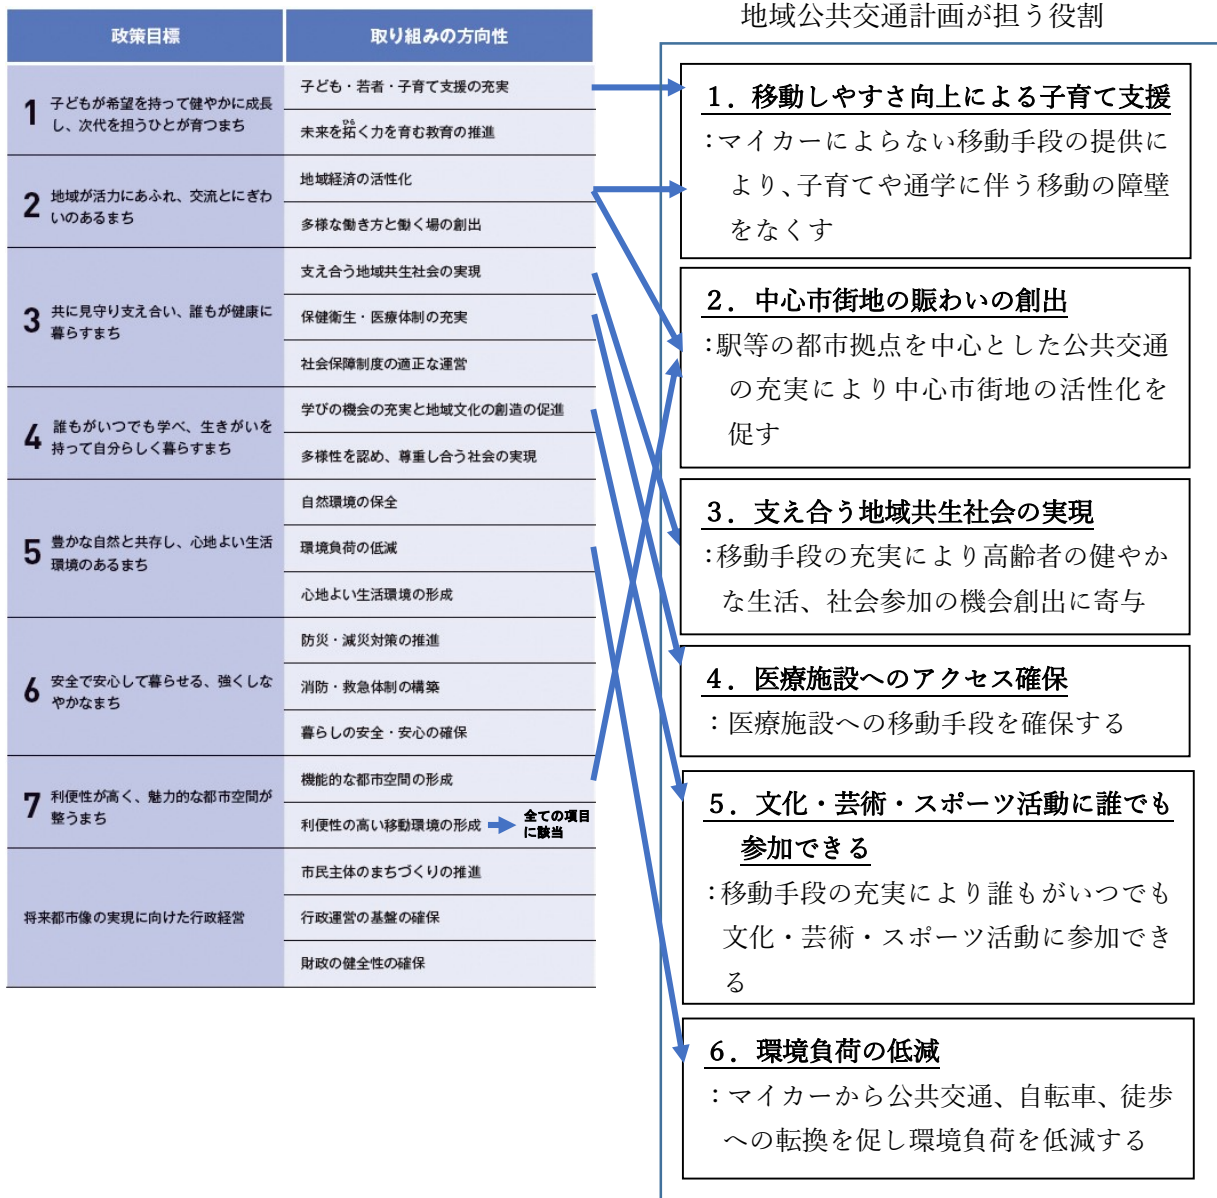 地域公共交通計画が担う役割
政策目標
取り組みの方向性
1
子どもが希望を持って健やかに成長
し、次代を担うひとが育つまち
子ども・若者・子育て支援の充実
ひら
未来を拓く力を育む教育の推進
2
地域が活力にあふれ、交流とにぎわ
いのあるまち
地域経済の活性化
多様な働き方と働く場の創出
3
共に見守り支え合い、誰もが健康に
暮らすまち
支え合う地域共生社会の実現
保健衛生・医療体制の充実
社会保障制度の適正な運営
4
誰もがいつでも学べ、生きがいを
持って自分らしく暮らすまち
学びの機会の充実と地域文化の創造の促進
多様性を認め、尊重し合う社会の実現
5
豊かな自然と共存し、心地よい生活
環境のあるまち
自然環境の保全
環境負荷の低減
心地よい生活環境の形成
6
安全で安心して暮らせる、強くしな
やかなまち
防災・減災対策の推進
消防・救急体制の構築
暮らしの安全・安心の確保
7
利便性が高く、魅力的な都市空間が
整うまち
機能的な都市空間の形成
利便性の高い移動環境の形成
全ての項目
に該当
将来都市像の実現に向けた行政経営
市民主体のまちづくりの推進
行政運営の基盤の確保
財政の健全性の確保
１．移動しやすさ向上による子育て支援
：マイカーによらない移動手段の提供に
より、子育てや通学に伴う移動の障壁
をなくす
２．中心市街地の賑わいの創出
：駅等の都市拠点を中心とした公共交通
の充実により中心市街地の活性化を
促す
３．支え合う地域共生社会の実現
：移動手段の充実により高齢者の健やか
な生活、社会参加の機会創出に寄与
４．医療施設へのアクセス確保
：医療施設への移動手段を確保する
５．文化・芸術・スポーツ活動に誰でも
参加できる
：移動手段の充実により誰もがいつでも
文化・芸術・スポーツ活動に参加でき
る
６．環境負荷の低減
：マイカーから公共交通、自転車、徒歩
への転換を促し環境負荷を低減する